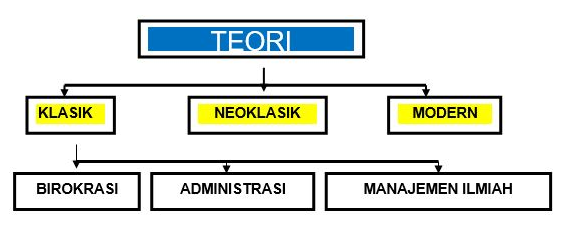 TEORI
KLASIK
NEOKLASIK
MODERN
BIROKRASI
ADMINISTRASI
MANAJEMEN ILMIAH